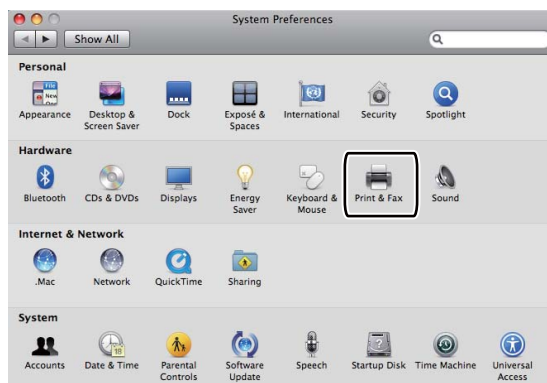 System Preferences
Show All
Personal
Appearance
Desktop &
Screen Saver
Dock
Exposé &
Spaces
International
Security
Spotlight
Hardware
Bluetooth
CDs & DVDs
Displays
Energy
Saver
Keyboard &
Mouse
Print & Fax
Sound
Internet & Network
.Mac
Network
QuickTime
Sharing
System
Accounts
18
Date & Time
Parental
Controls
Software
Update
Speech
Startup Disk
Time Machine
Universal
Access